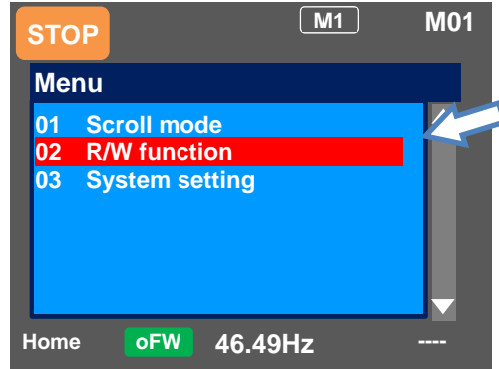 STOP M1 M01
Menu
01 Scroll mode
02 R/W function
03 System setting
Home oFW 46.49Hz ----